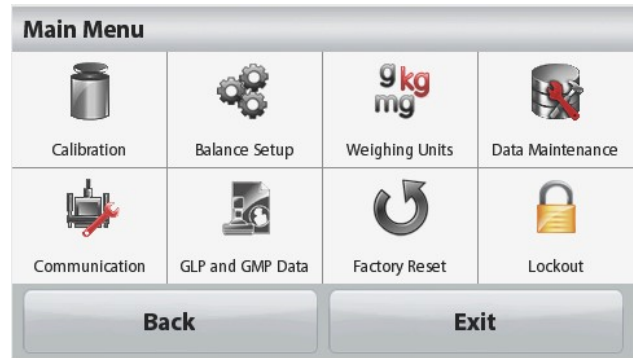 Main Menu
g kg
mg
Calibration
Balance Setup
Weighing Units
Data Maintenance
Communication
GLP and GMP Data
Factory Reset
Lockout
Back
Exit